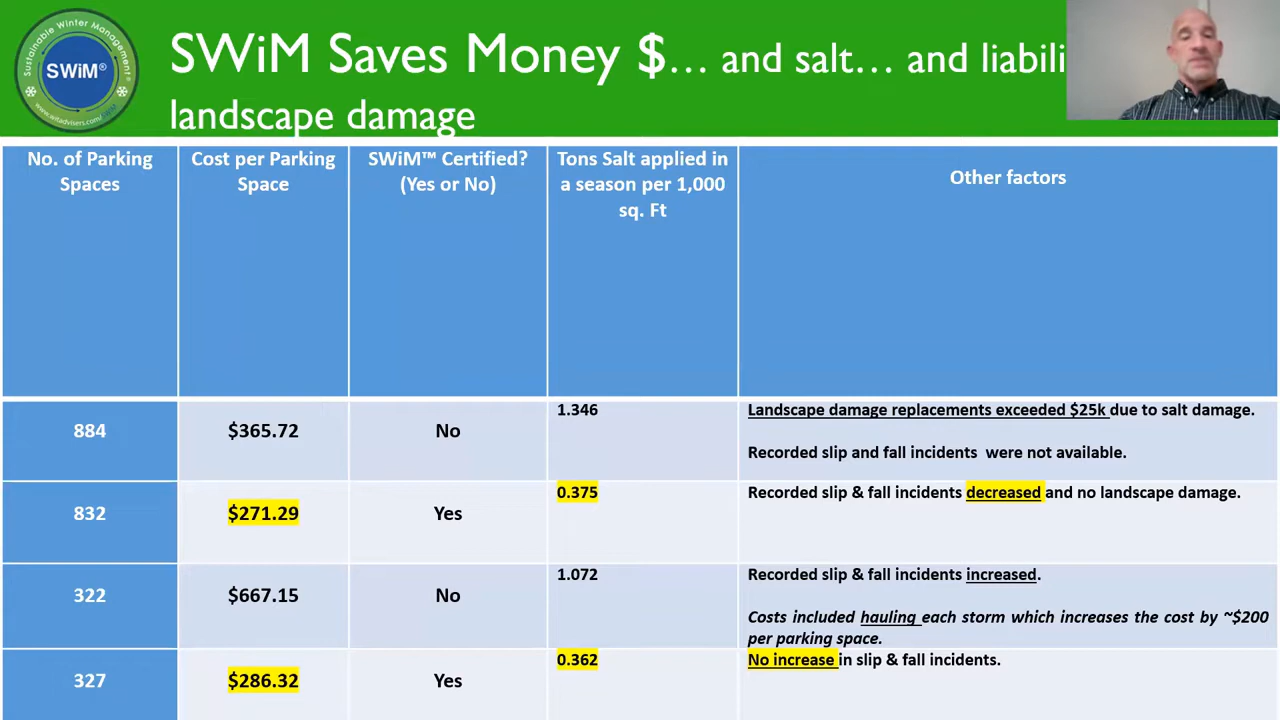 Sustainable Winter Management®
SWiM®
www.witadvisers.com/SWiM
SWiM Saves Money $... and salt... and liabili
landscape damage
No. of Parking Spaces
Cost per Parking Space
SWiM™ Certified? (Yes or No)
Tons Salt applied in a season per 1,000 sq. Ft
Other factors
884
$365.72
No
1.346
Landscape damage replacements exceeded $25k due to salt damage.
Recorded slip and fall incidents were not available.
832
$271.29
Yes
0.375
Recorded slip & fall incidents decreased and no landscape damage.
322
$667.15
No
1.072
Recorded slip & fall incidents increased.
Costs included hauling each storm which increases the cost by ~$200
per parking space.
327
$286.32
Yes
0.362
No increase in slip & fall incidents.